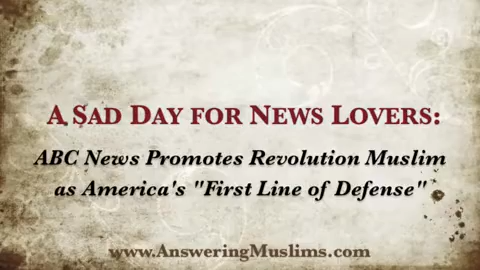 A Sad Day for News Lovers:
ABC News Promotes Revolution Muslim
as America's "First Line of Defense"
www.AnsweringMuslims.com